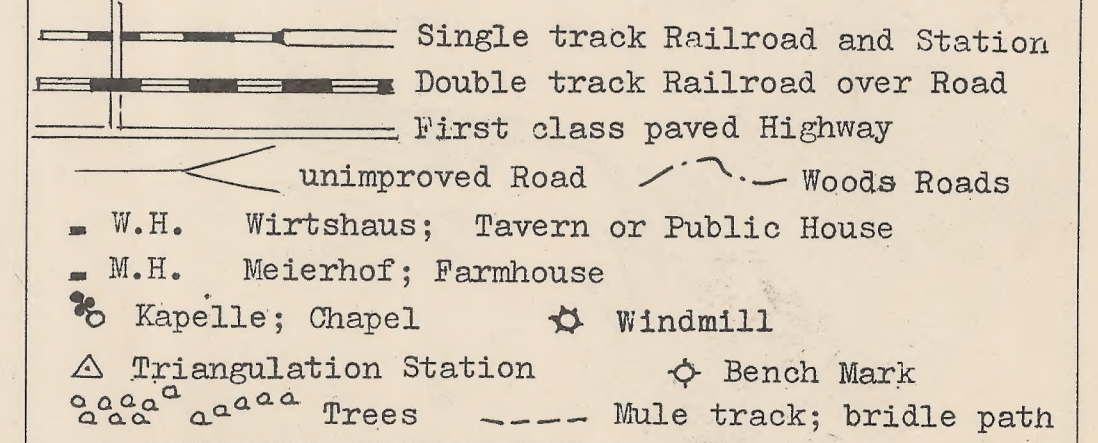 Single track Railroad and Station
Double track Railroad over Road
First class paved Highway
unimproved Road Woods Roads
W.H. Wirtshaus; Tavern or Public House
M.H. Meierhof; Farmhouse
Kapelle; Chapel Windmill
Triangulation Station Bench Mark
Trees Mule track; bridle path